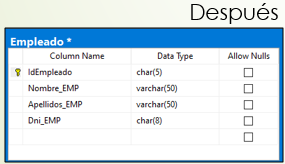 Después
Empleado *
Column Name Data Type Allow Nulls
IdEmpleado char(5)
Nombre_EMP varchar(50)
Apellidos_EMP varchar(50)
Dni_EMP char(8)